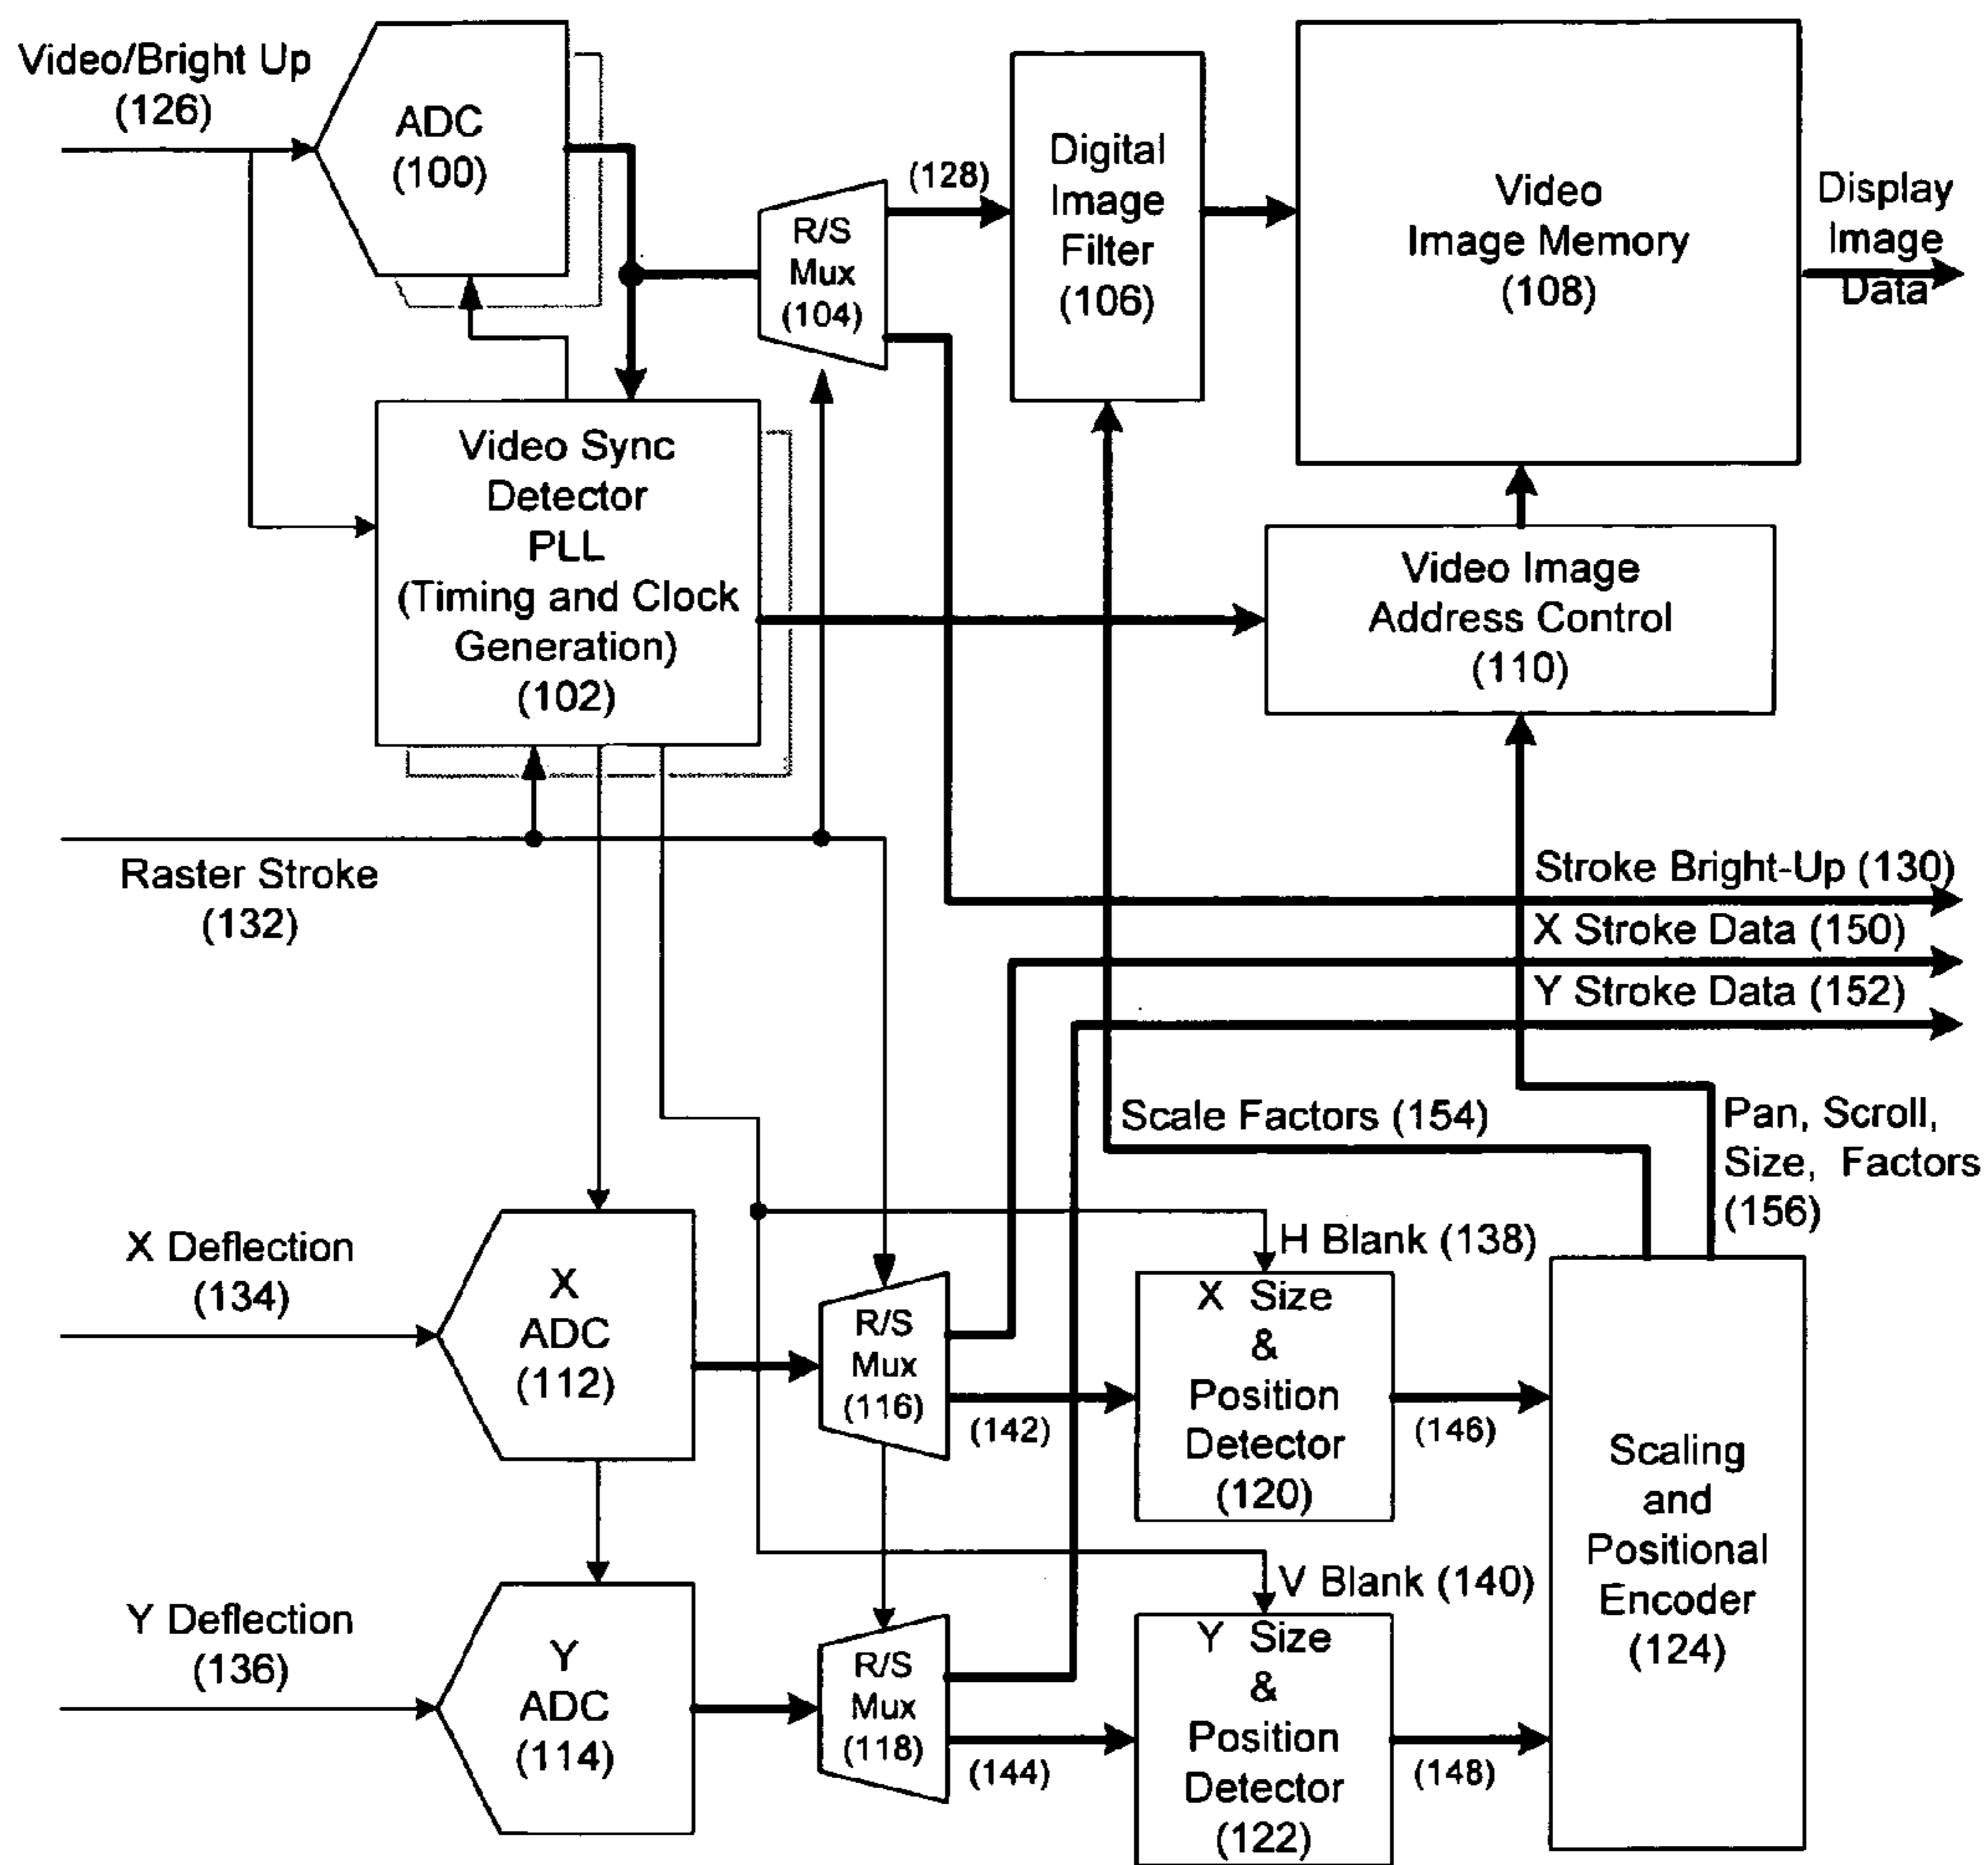 Video/Bright Up
(126)
ADC
(100)
R/S
Mux
(104)
(128)
Digital
Image
Filter
(106)
Video
Image Memory
(108)
Display
Image
Data
Video Sync
Detector
PLL
(Timing and Clock
Generation)
(102)
Video Image
Address Control
(110)
Raster Stroke
(132)
Stroke Bright-Up (130)
X Stroke Data (150)
Y Stroke Data (152)
Scale Factors (154)
Pan, Scroll,
Size, Factors
(156)
X Deflection
(134)
X
ADC
(112)
R/S
Mux
(116)
(142)
H Blank (138)
X Size
&
Position
Detector
(120)
(146)
Scaling
and
Positional
Encoder
(124)
Y Deflection
(136)
Y
ADC
(114)
R/S
Mux
(118)
(144)
V Blank (140)
Y Size
&
Position
Detector
(122)
(148)